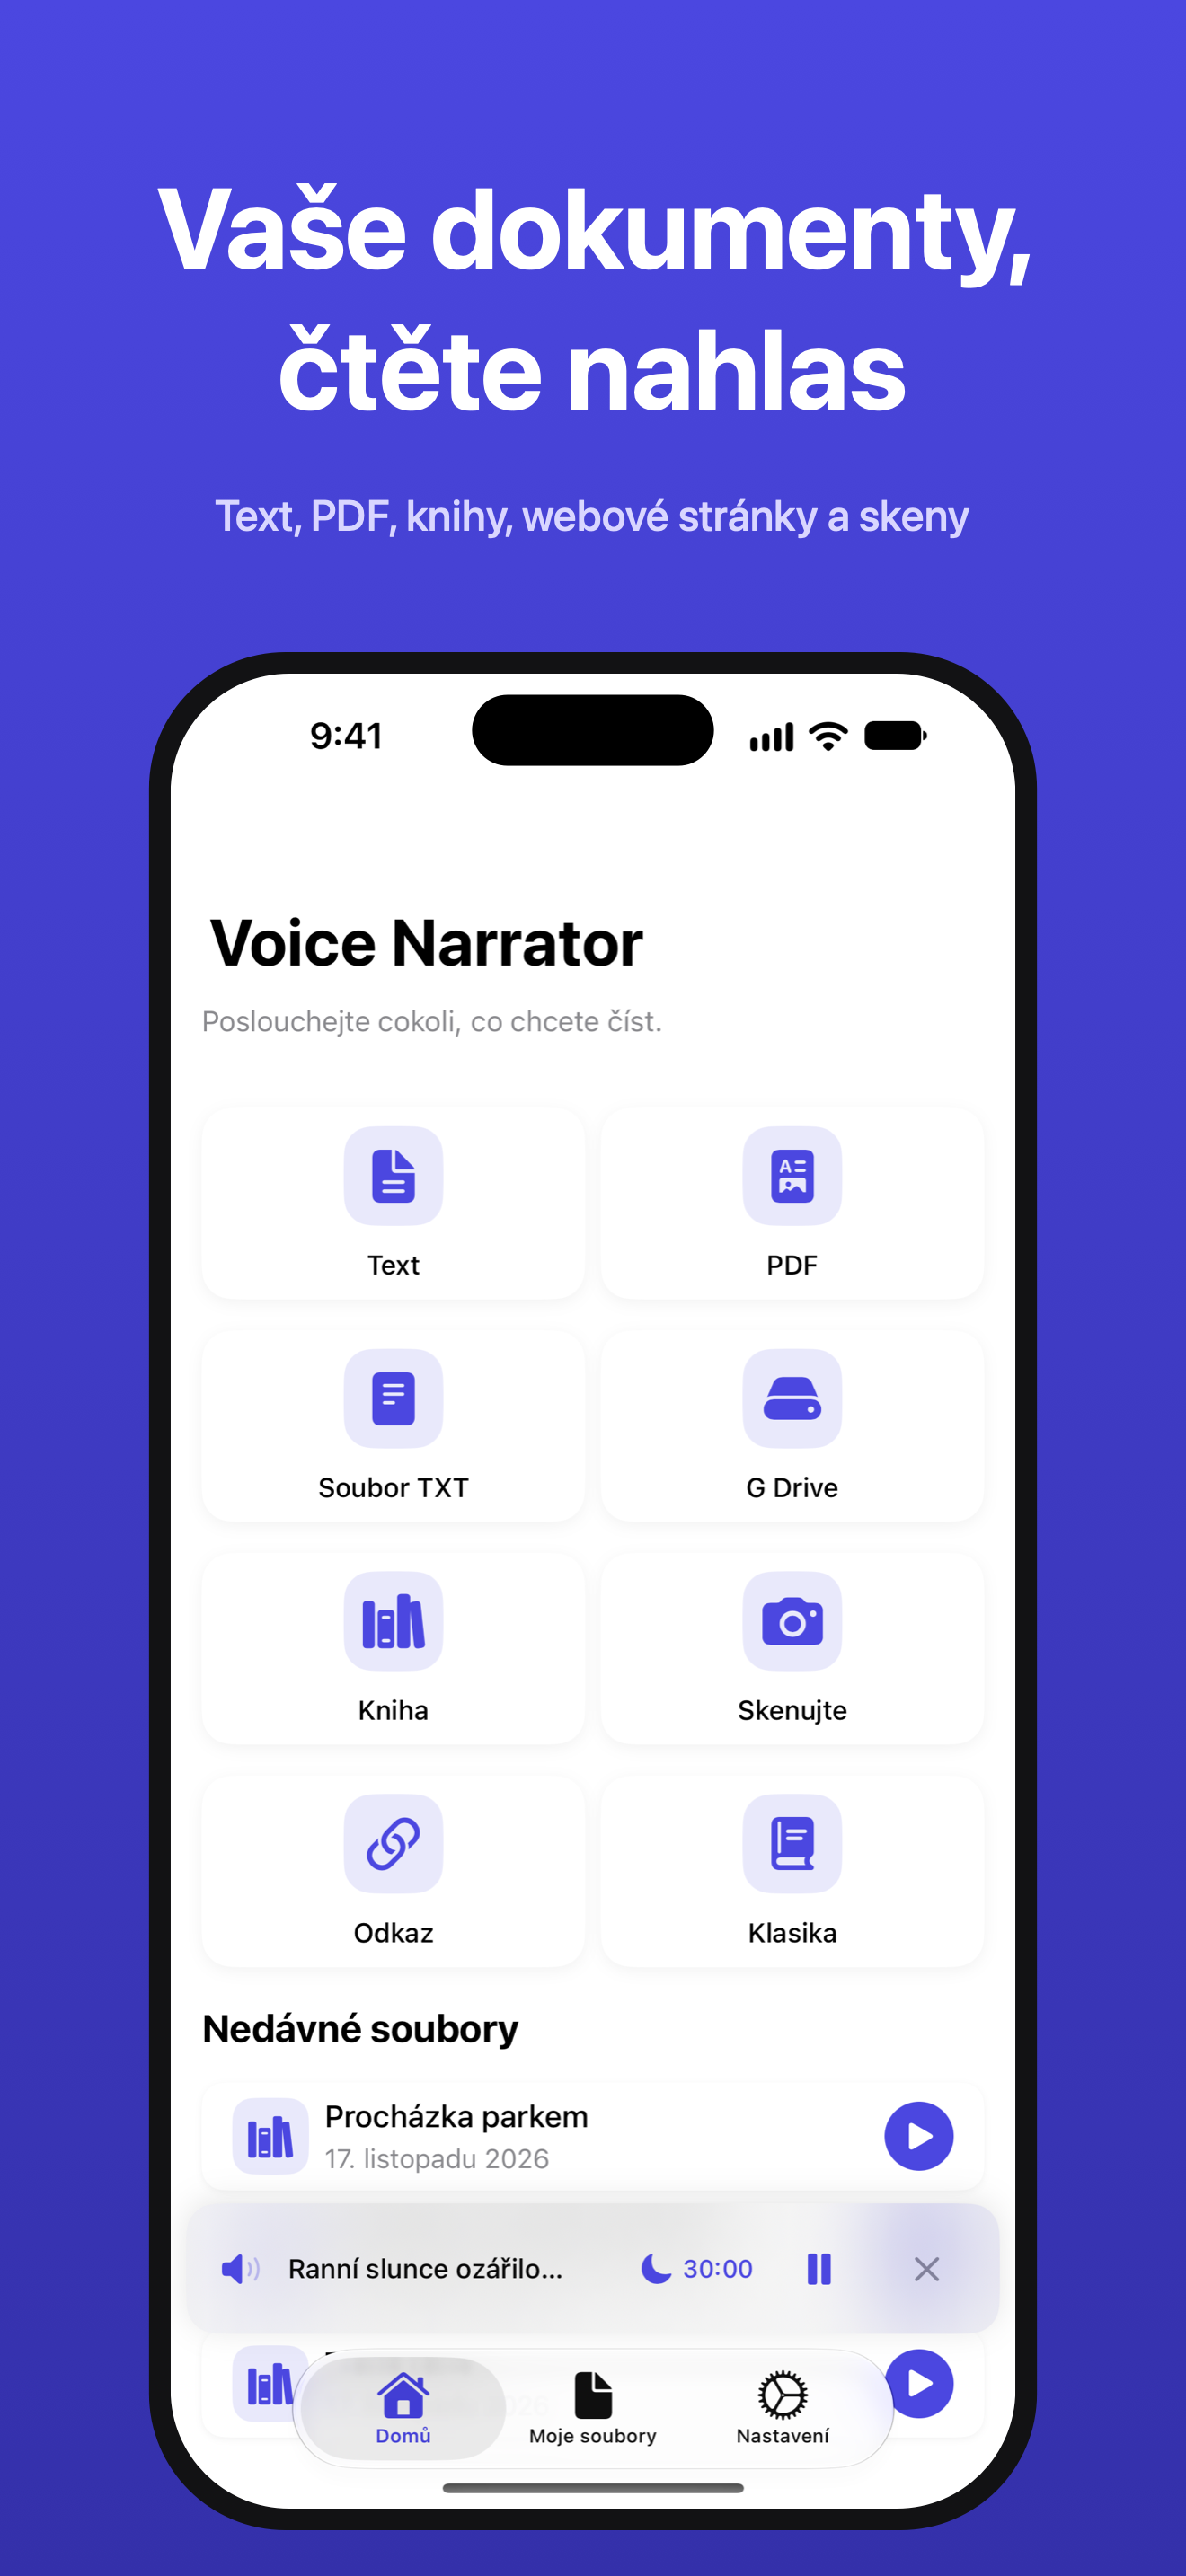 Vaše dokumenty,
čtěte nahlas
Text, PDF, knihy, webové stránky a skeny
9:41
Voice Narrator
Poslouchejte cokoli, co chcete číst.
Text
PDF
Soubor TXT
G Drive
Kniha
Skenujte
Odkaz
Klasika
Nedávné soubory
Procházka parkem
17. listopadu 2026
Ranní slunce ozářilo...
30:00
Domů
Moje soubory
Nastavení